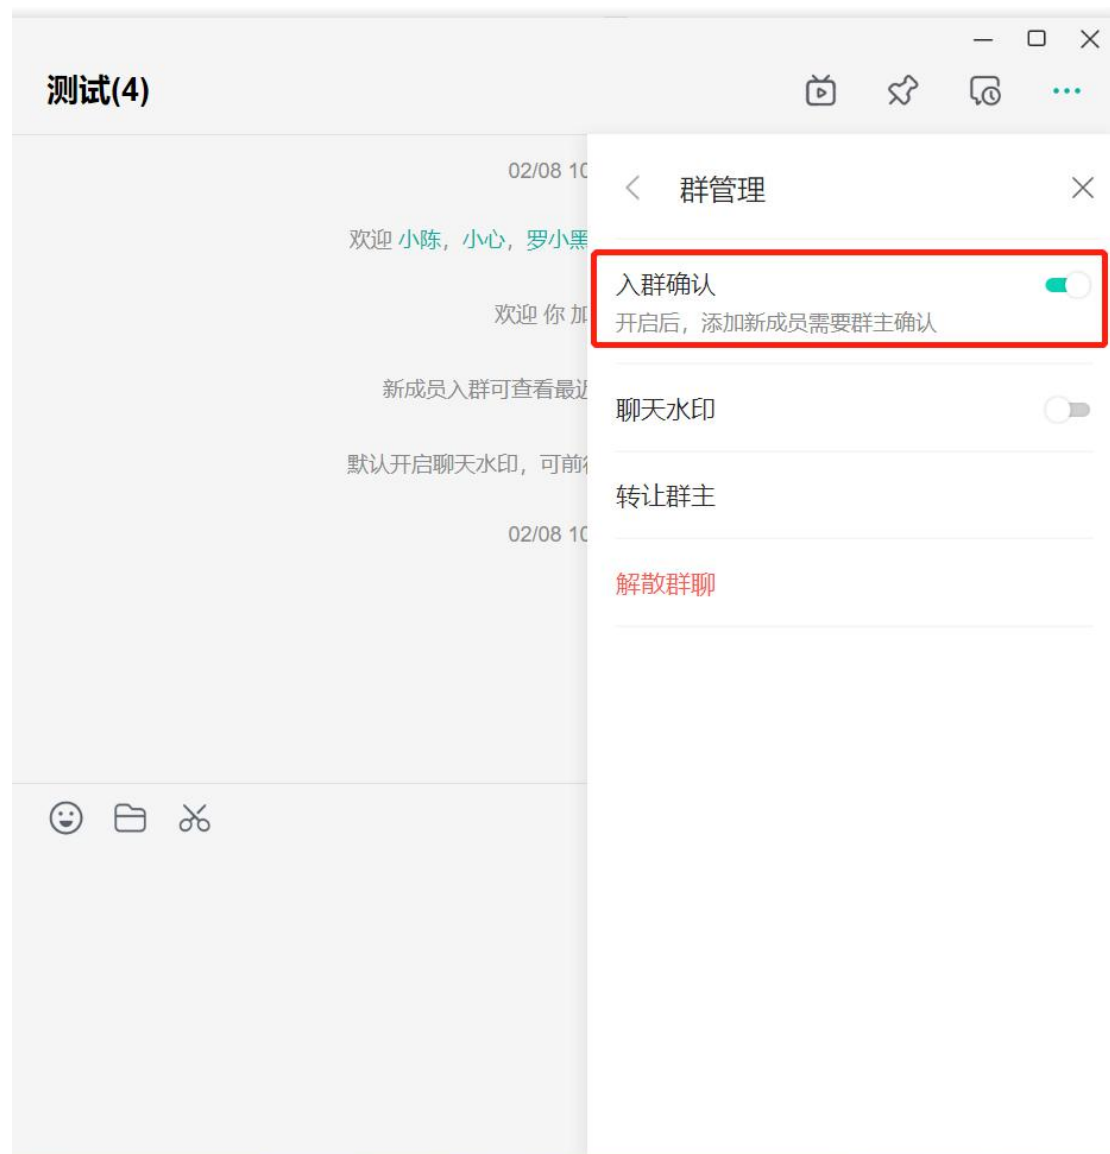 测试(4)
02/08 10
欢迎 小陈，小心，罗小黑
欢迎 你 加
新成员入群可查看最近
默认开启聊天水印，可前往
02/08 10
群管理
入群确认
开启后，添加新成员需要群主确认
聊天水印
转让群主
解散群聊